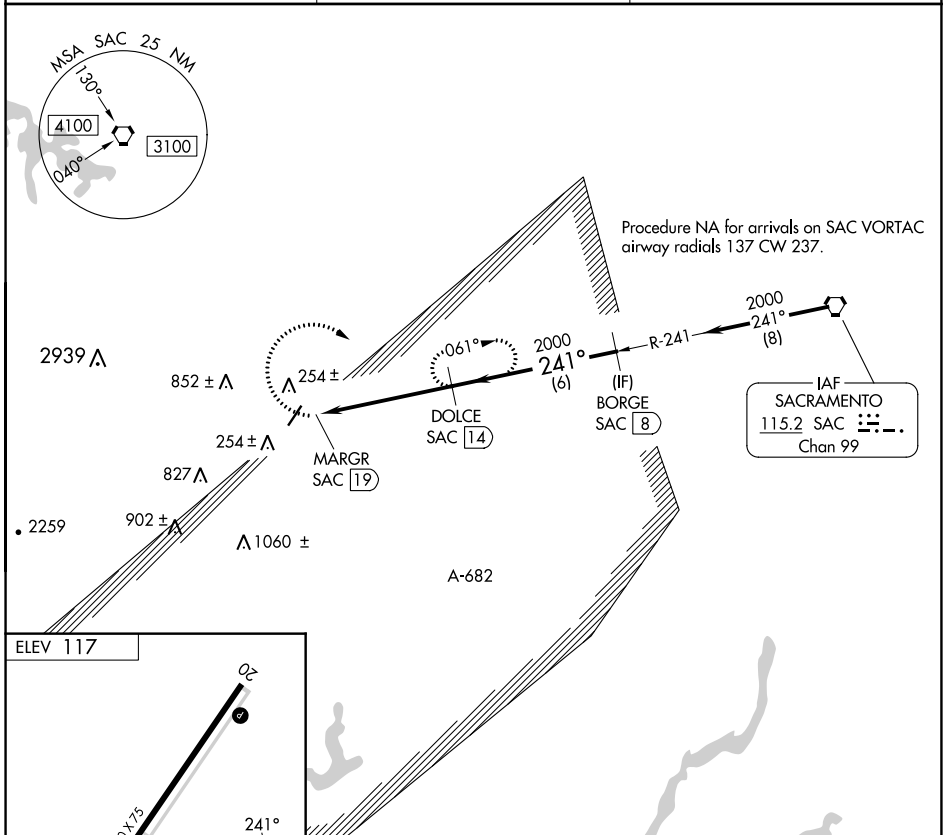 MSA SAC 25 NM
130°
4100
3100
040°
Procedure NA for arrivals on SAC VORTAC
airway radials 137 CW 237.
2000
241°
(8)
R-241
2000
241°
(6)
061°
(IF)
BORGE
SAC 8
IAF
SACRAMENTO
115.2 SAC
Chan 99
DOLCE
SAC 14
MARGR
SAC 19
2939
852 ±
254 ±
254 ±
827
902 ±
1060 ±
2259
A-682
ELEV 117
20
X 75
241°